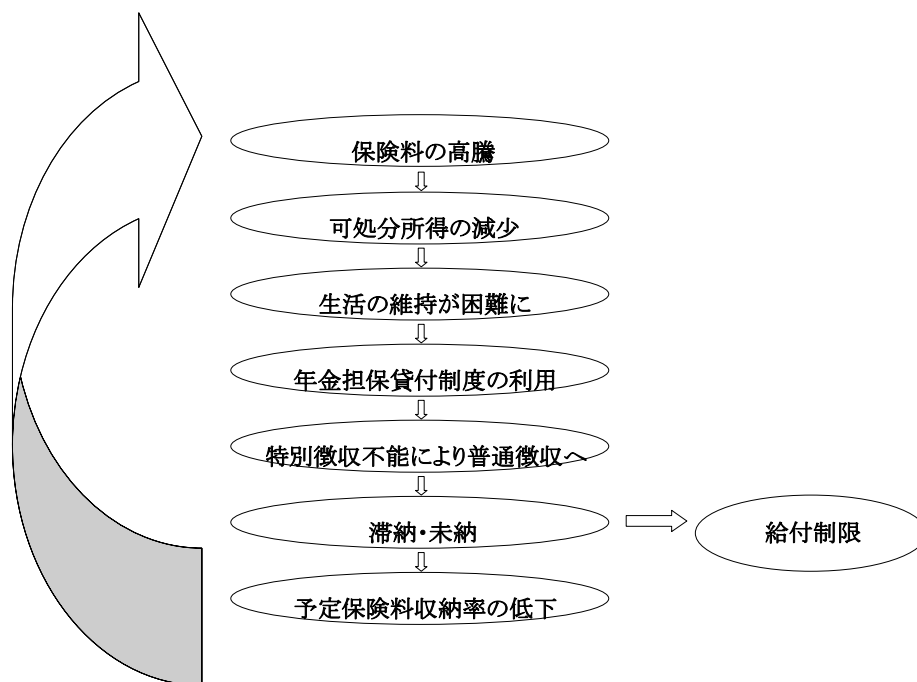 保険料の高騰
可処分所得の減少
生活の維持が困難に
年金担保貸付制度の利用
特別徴収不能により普通徴収へ
滞納・未納
給付制限
予定保険料収納率の低下